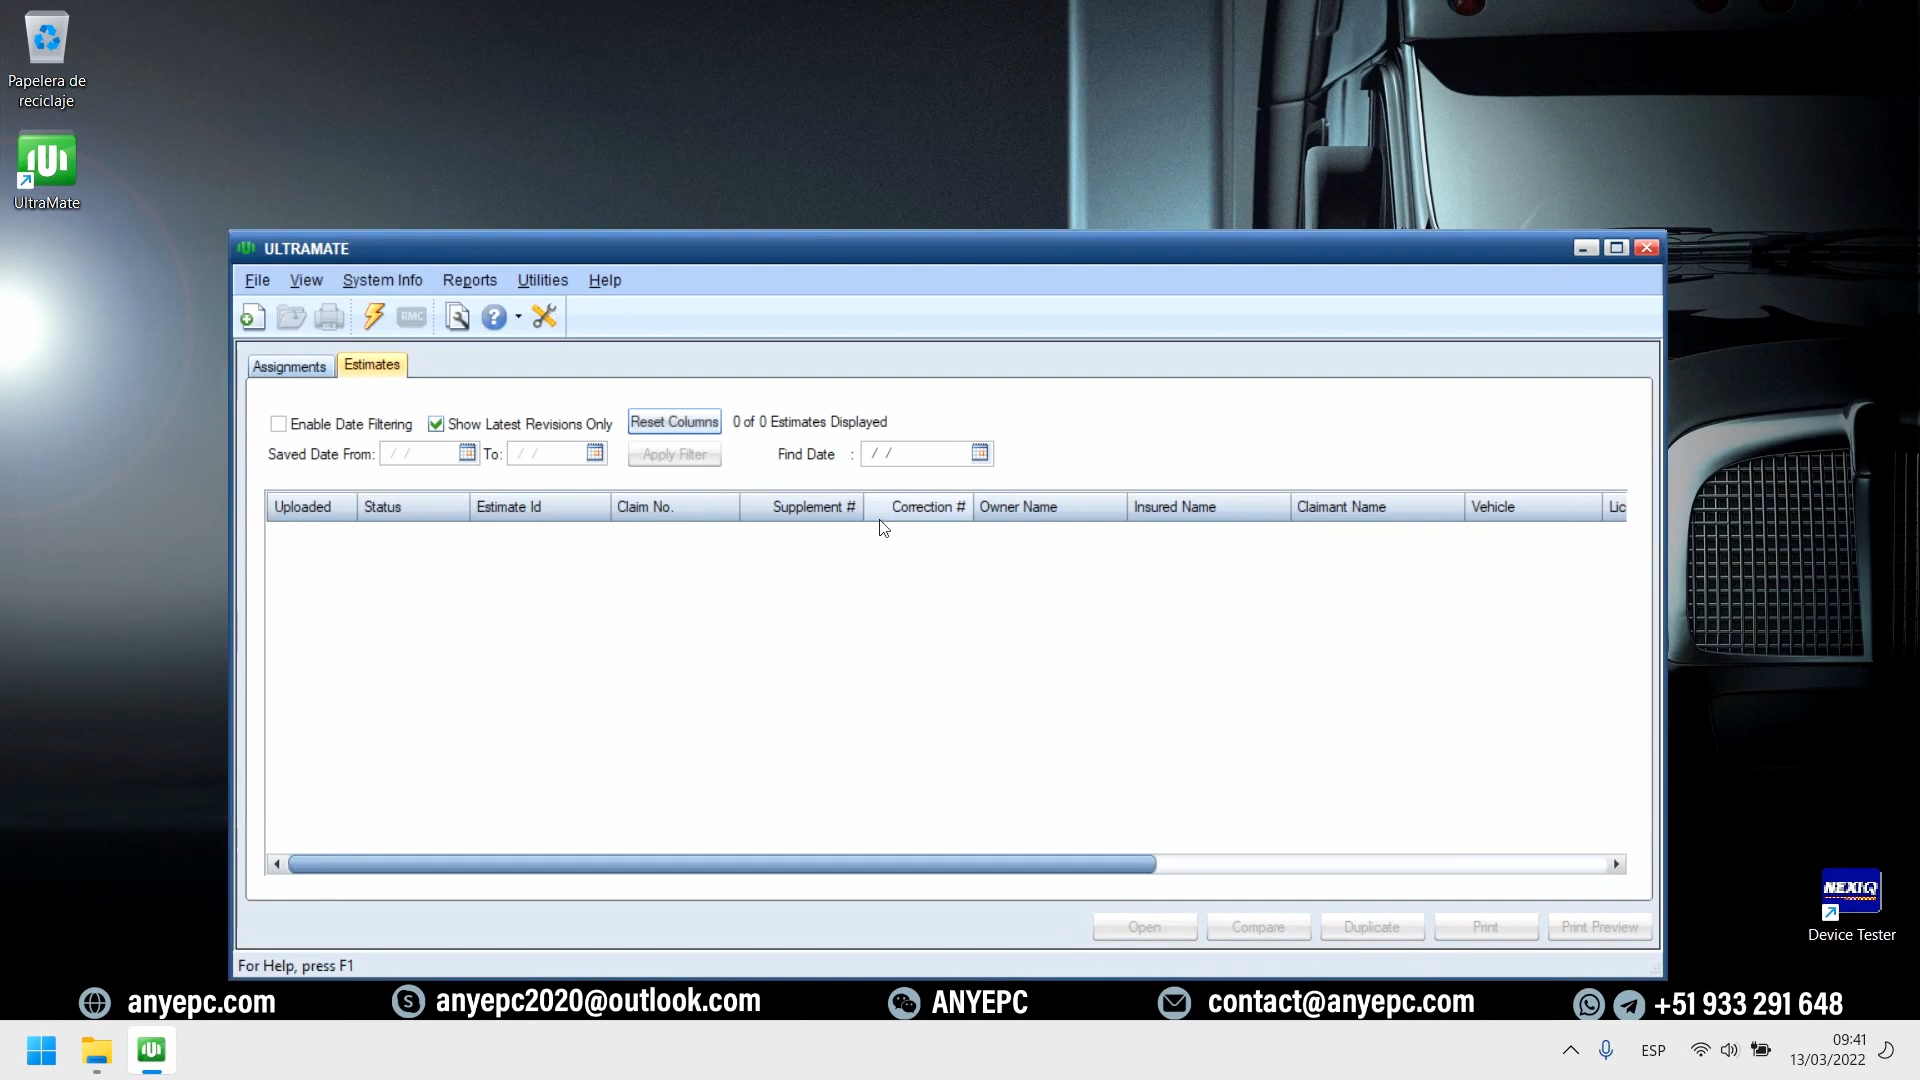 Papelera de
reciclaje
UltraMate
ULTRAMATE
File View System Info Reports Utilities Help
RMC
Assignments Estimates
Enable Date Filtering Show Latest Revisions Only Reset Columns 0 of 0 Estimates Displayed
Saved Date From: / / To: / / Apply Filter Find Date : / /
Uploaded Status Estimate Id Claim No. Supplement # Correction # Owner Name Insured Name Claimant Name Vehicle Lic
Open Compare Duplicate Print Print Preview
For Help, press F1
NEXIQ
Device Tester
anyepc.com anyepc2020@outlook.com ANYEPC contact@anyepc.com +51 933 291 648
ESP 09:41
13/03/2022